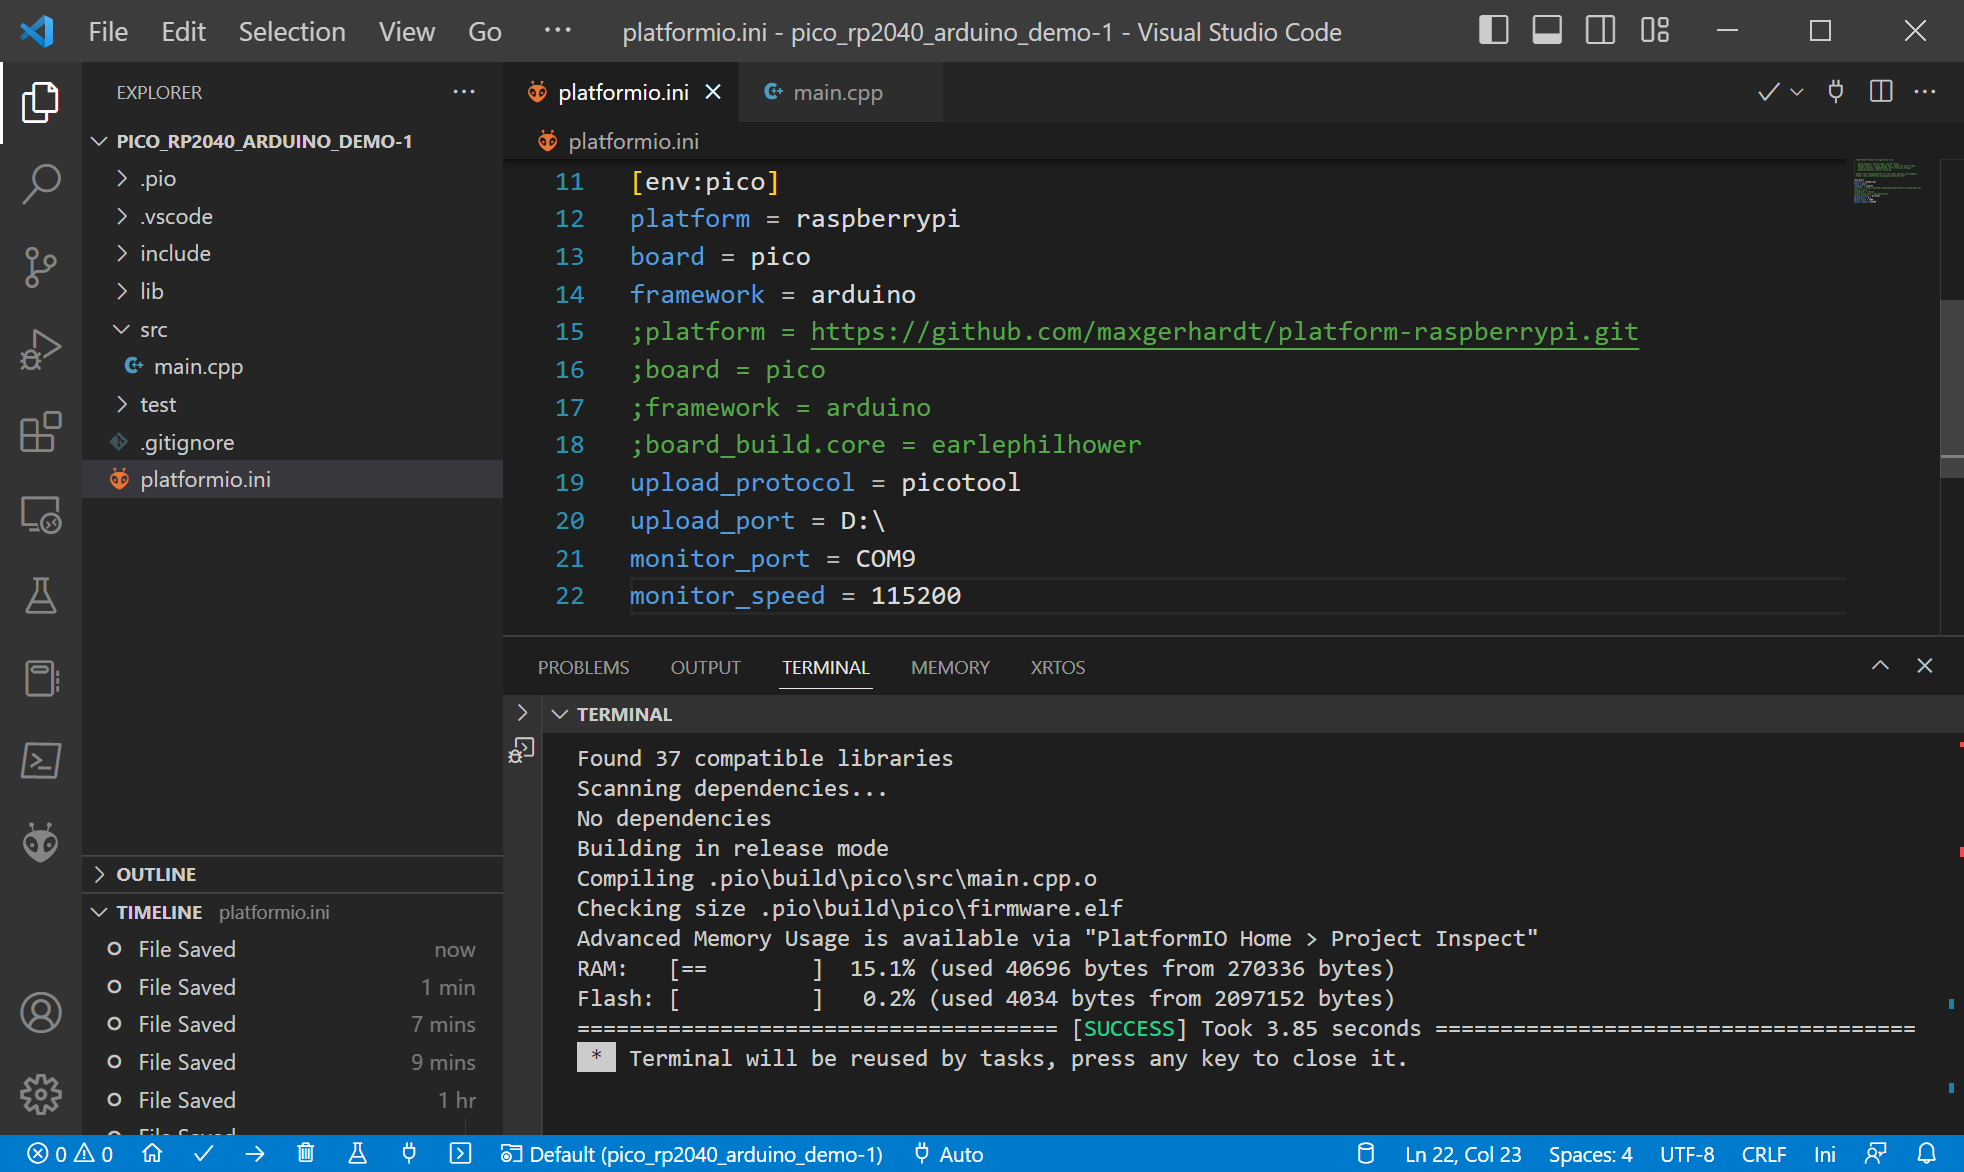 File Edit Selection View Go ··· platformio.ini - pico_rp2040_arduino_demo-1 - Visual Studio Code
EXPLORER
PICO_RP2040_ARDUINO_DEMO-1
.pio
.vscode
include
lib
src
main.cpp
test
.gitignore
platformio.ini
OUTLINE
TIMELINE platformio.ini
File Saved now
File Saved 1 min
File Saved 7 mins
File Saved 9 mins
File Saved 1 hr
platformio.ini main.cpp
platformio.ini
11 [env:pico]
12 platform = raspberrypi
13 board = pico
14 framework = arduino
15 ;platform = https://github.com/maxgerhardt/platform-raspberrypi.git
16 ;board = pico
17 ;framework = arduino
18 ;board_build.core = earlephilhower
19 upload_protocol = picotool
20 upload_port = D:\
21 monitor_port = COM9
22 monitor_speed = 115200
PROBLEMS OUTPUT TERMINAL MEMORY XRTOS
TERMINAL
Found 37 compatible libraries
Scanning dependencies...
No dependencies
Building in release mode
Compiling .pio\build\pico\src\main.cpp.o
Checking size .pio\build\pico\firmware.elf
Advanced Memory Usage is available via "PlatformIO Home > Project Inspect"
RAM:   [==        ]  15.1% (used 40696 bytes from 270336 bytes)
Flash: [          ]   0.2% (used 4034 bytes from 2097152 bytes)
===================================== [SUCCESS] Took 3.85 seconds =====================================
* Terminal will be reused by tasks, press any key to close it.
0 0 Default (pico_rp2040_arduino_demo-1) Auto Ln 22, Col 23 Spaces: 4 UTF-8 CRLF Ini